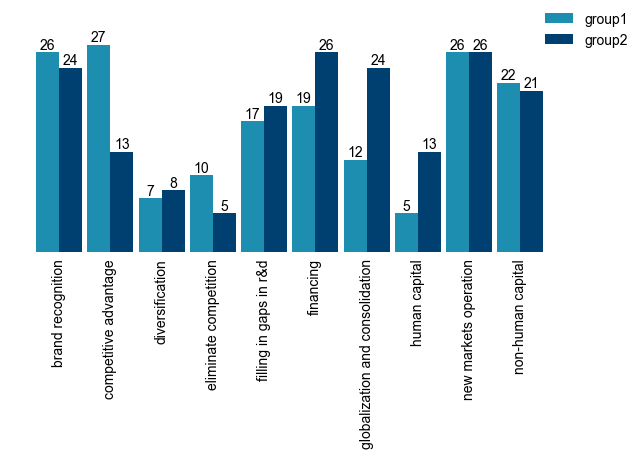 group1
group2
26
24
27
13
7
8
10
5
17
19
19
26
12
24
5
13
26
26
22
21
brand recognition
competitive advantage
diversification
eliminate competition
filling in gaps in r&d
financing
globalization and consolidation
human capital
new markets operation
non-human capital